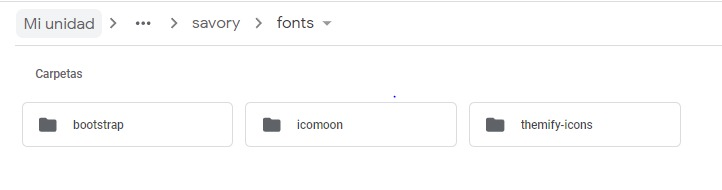 Mi unidad > ••• > savory > fonts
Carpetas
bootstrap icomoon themify-icons